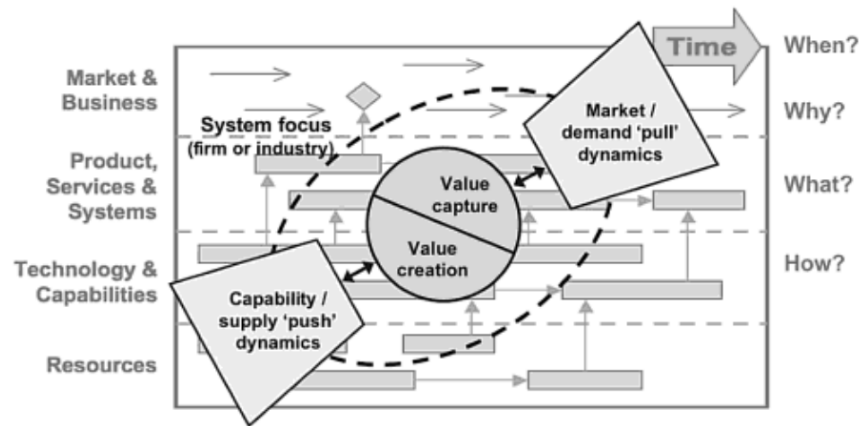 Time
When?
Market &
Business
Why?
System focus
(firm or industry)
Market /
demand 'pull'
dynamics
Product,
Services &
Systems
What?
Value
capture
Value
creation
Technology &
Capabilities
How?
Capability /
supply 'push'
dynamics
Resources